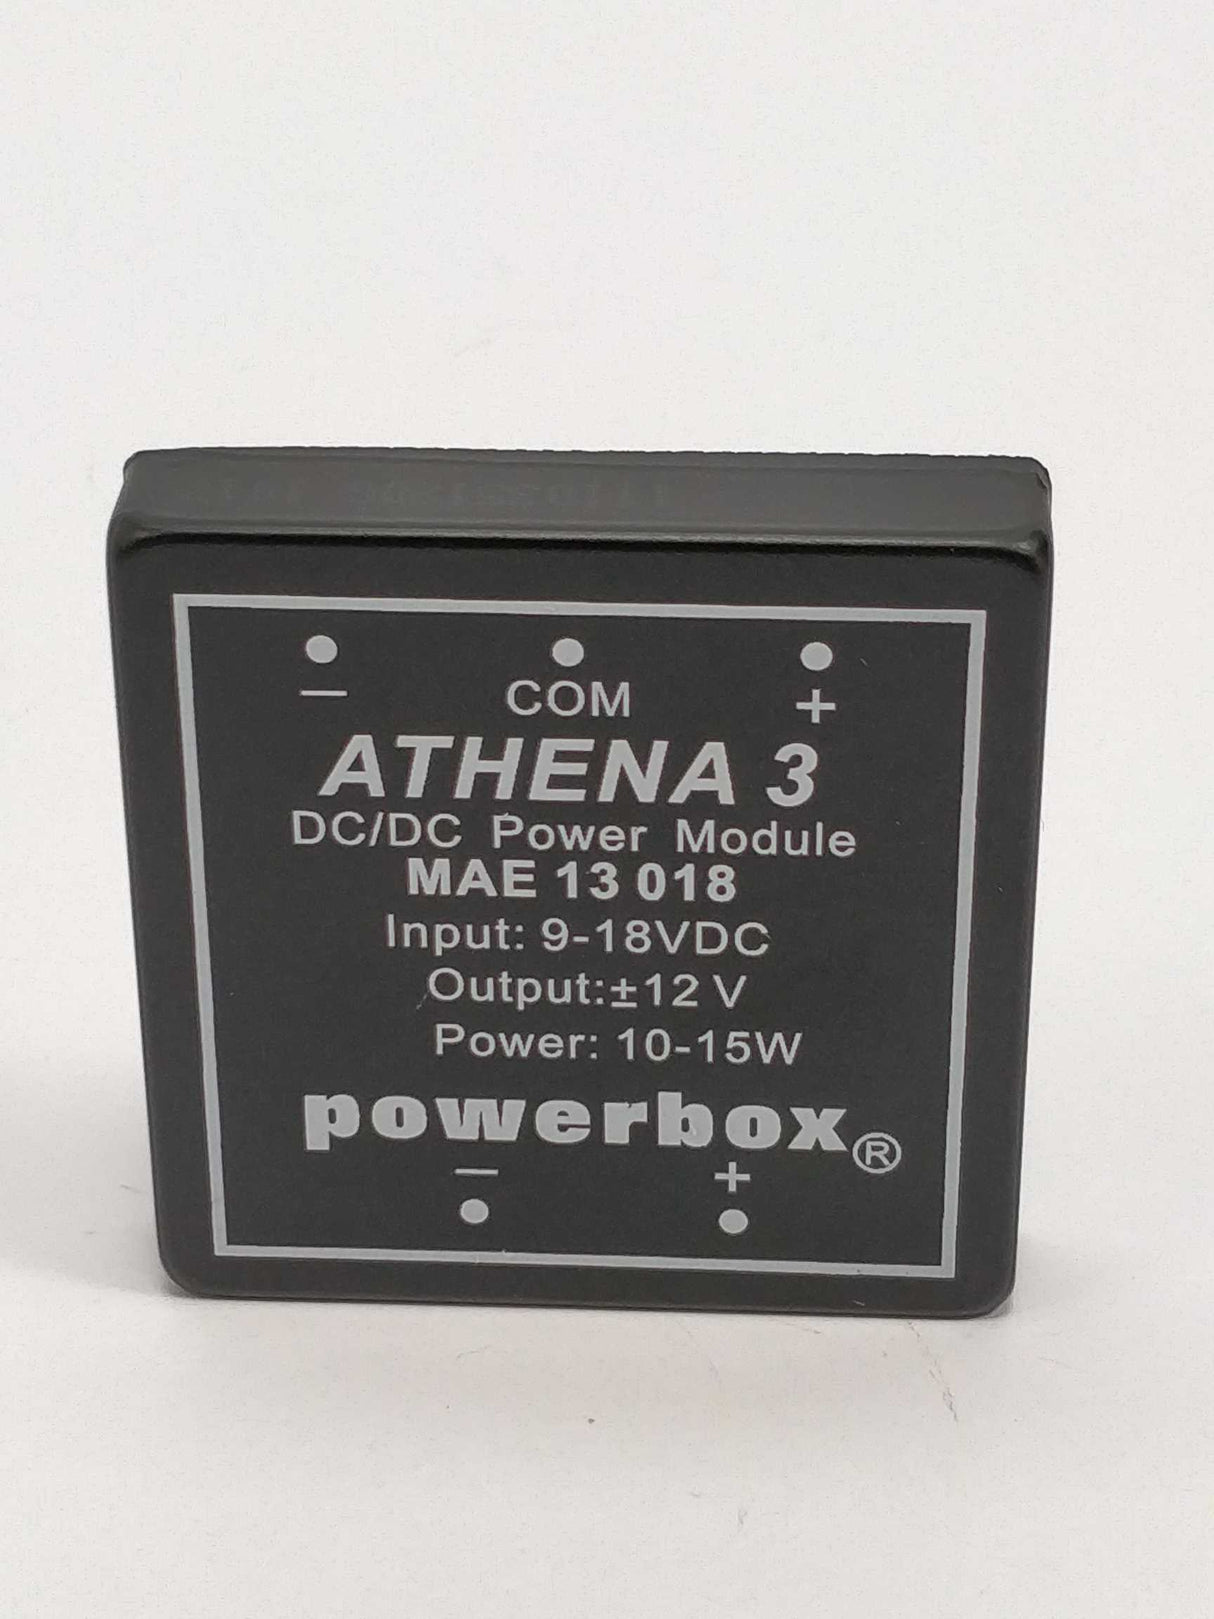 — COM +
ATHENA 3
DC/DC Power Module
MAE 13 018
Input: 9-18VDC
Output:±12 V
Power: 10-15W
powerbox®
— +